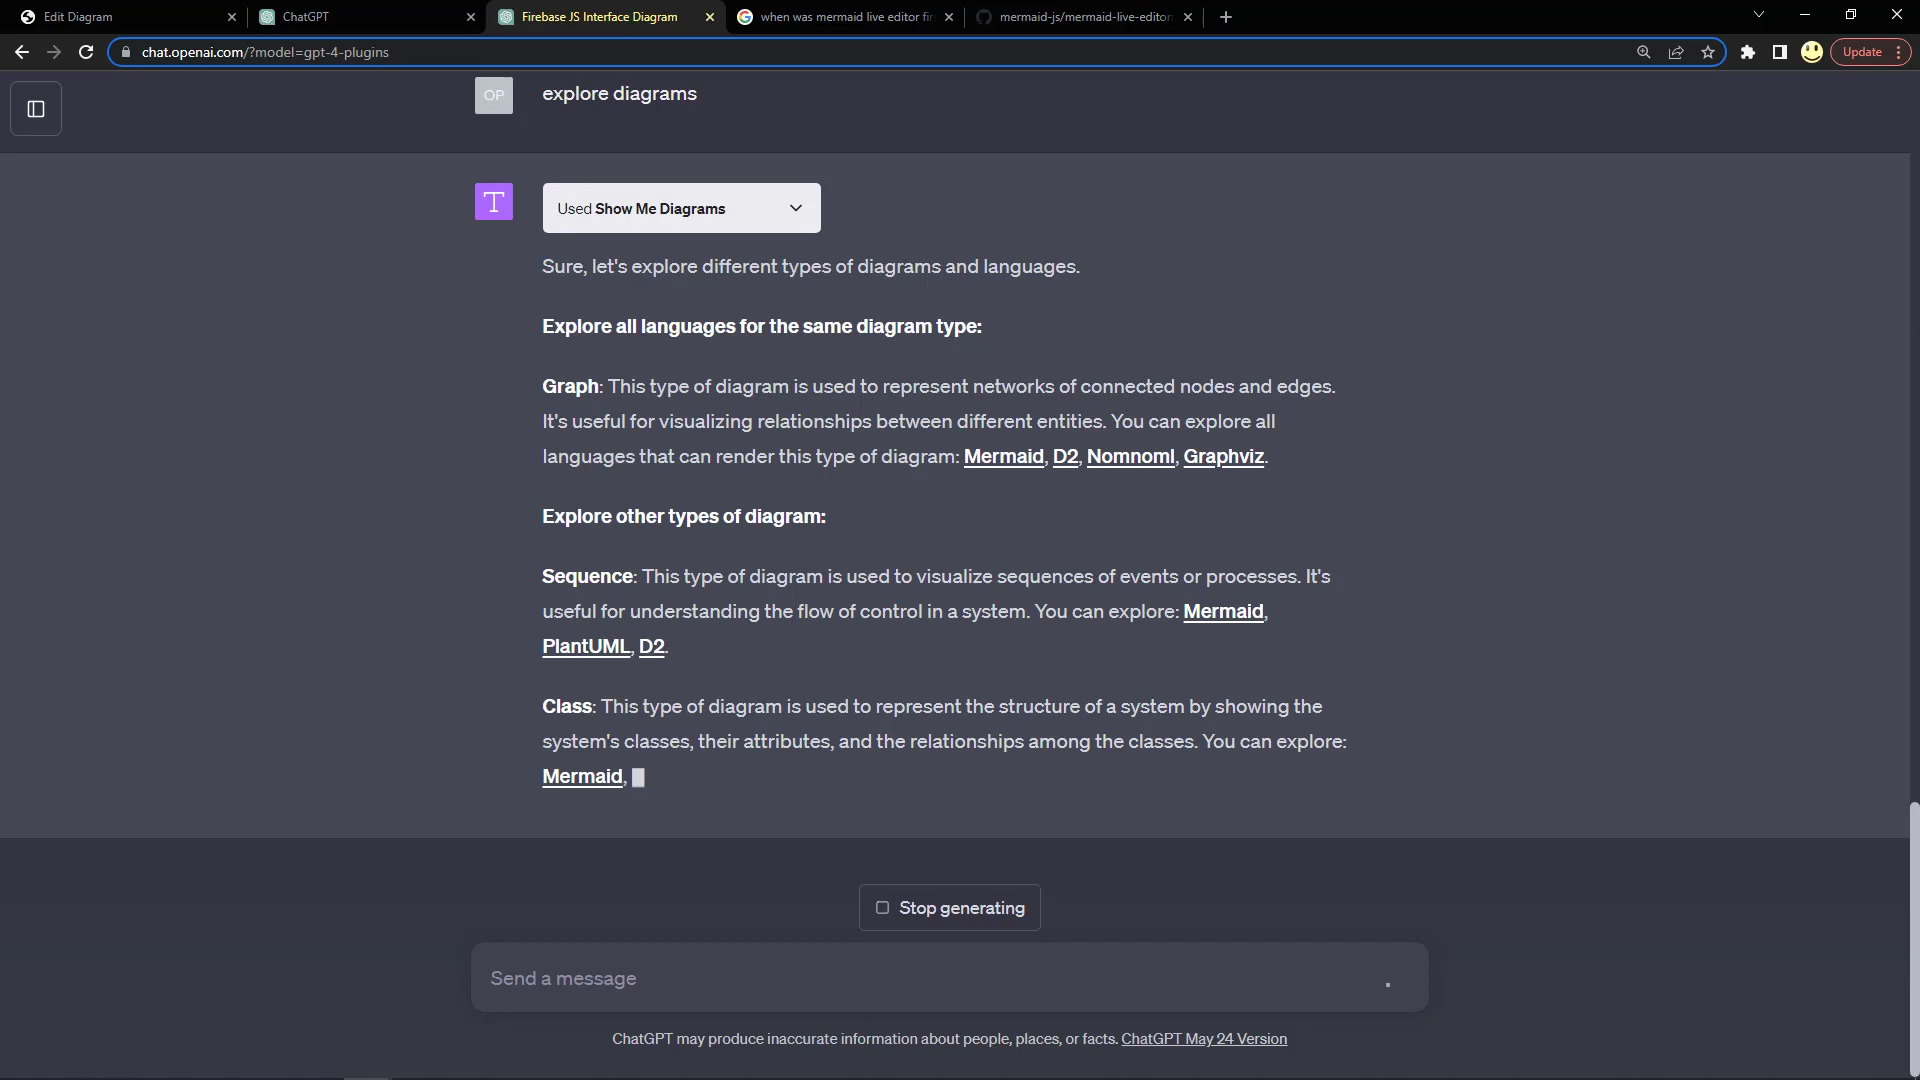 Edit Diagram
ChatGPT
Firebase JS Interface Diagram
when was mermaid live editor fir
mermaid-js/mermaid-live-editor
chat.openai.com/?model=gpt-4-plugins
Update
OP
explore diagrams
T
Used Show Me Diagrams
Sure, let's explore different types of diagrams and languages.
Explore all languages for the same diagram type:
Graph: This type of diagram is used to represent networks of connected nodes and edges.
It's useful for visualizing relationships between different entities. You can explore all
languages that can render this type of diagram: Mermaid, D2, Nomnoml, Graphviz.
Explore other types of diagram:
Sequence: This type of diagram is used to visualize sequences of events or processes. It's
useful for understanding the flow of control in a system. You can explore: Mermaid,
PlantUML, D2.
Class: This type of diagram is used to represent the structure of a system by showing the
system's classes, their attributes, and the relationships among the classes. You can explore:
Mermaid,
Stop generating
Send a message
ChatGPT may produce inaccurate information about people, places, or facts. ChatGPT May 24 Version